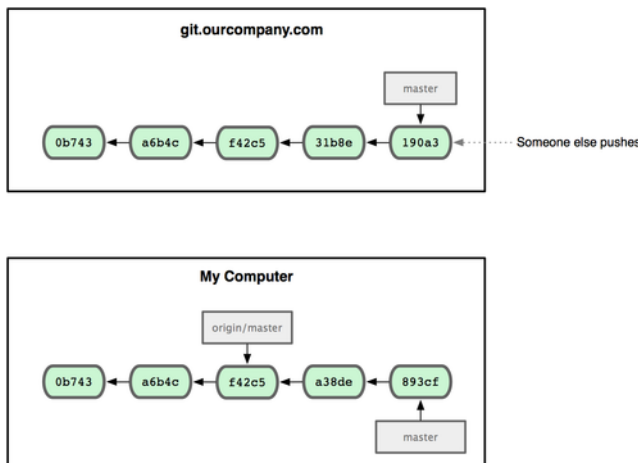 git.ourcompany.com
master
0b743 a6b4c f42c5 31b8e 190a3 Someone else pushes
My Computer
origin/master
0b743 a6b4c f42c5 a38de 893cf
master